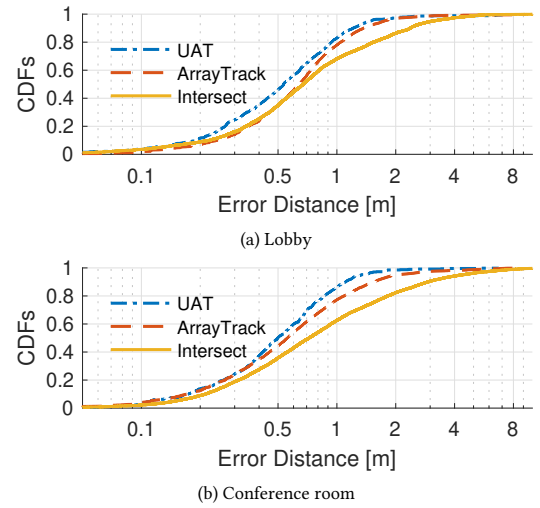 1
0.8
0.6
0.4
0.2
0
CDFs
UAT
ArrayTrack
Intersect
0.1 0.5 1 2 4 8
Error Distance [m]
(a) Lobby
1
0.8
0.6
0.4
0.2
0
CDFs
UAT
ArrayTrack
Intersect
0.1 0.5 1 2 4 8
Error Distance [m]
(b) Conference room